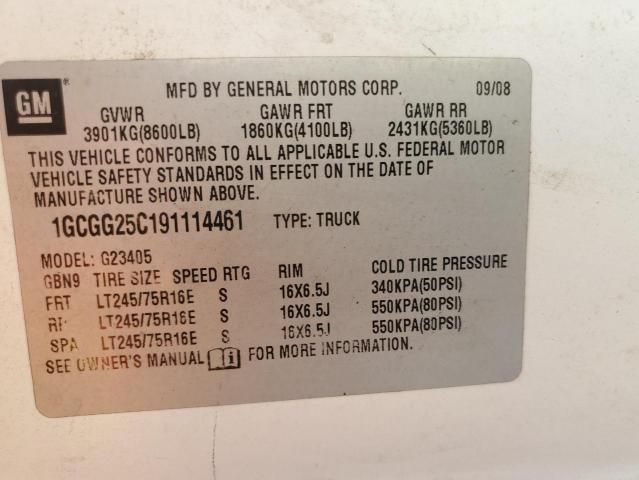 GM ® MFD BY GENERAL MOTORS CORP. 09/08
GVWR GAWR FRT GAWR RR
3901KG(8600LB) 1860KG(4100LB) 2431KG(5360LB)
THIS VEHICLE CONFORMS TO ALL APPLICABLE U.S. FEDERAL MOTOR
VEHICLE SAFETY STANDARDS IN EFFECT ON THE DATE OF
MANUFACTURE SHOWN ABOVE.
1GCGG25C191114461 TYPE: TRUCK
MODEL: G23405
GBN9 TIRE SIZE SPEED RTG RIM COLD TIRE PRESSURE
FRT LT245/75R16E S 16X6.5J 340KPA(50PSI)
RR LT245/75R16E S 16X6.5J 550KPA(80PSI)
SPA LT245/75R16E S 16X6.5J 550KPA(80PSI)
SEE OWNER'S MANUAL FOR MORE INFORMATION.